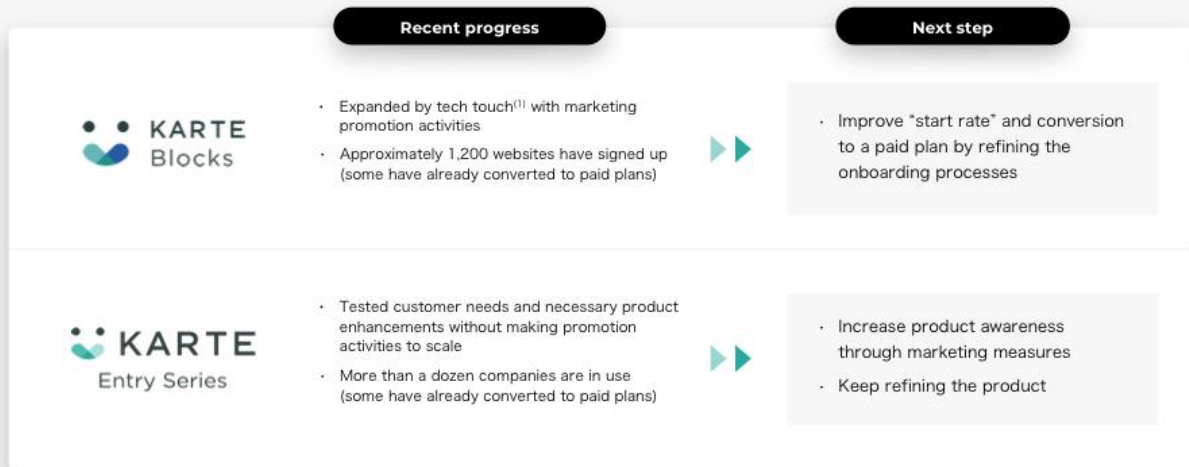 Recent progress
Next step
KARTE
Blocks
・ Expanded by tech touch(1) with marketing
promotion activities
・ Approximately 1,200 websites have signed up
(some have already converted to paid plans)
・ Improve “start rate” and conversion
to a paid plan by refining the
onboarding processes
KARTE
Entry Series
・ Tested customer needs and necessary product
enhancements without making promotion
activities to scale
・ More than a dozen companies are in use
(some have already converted to paid plans)
・ Increase product awareness
through marketing measures
・ Keep refining the product